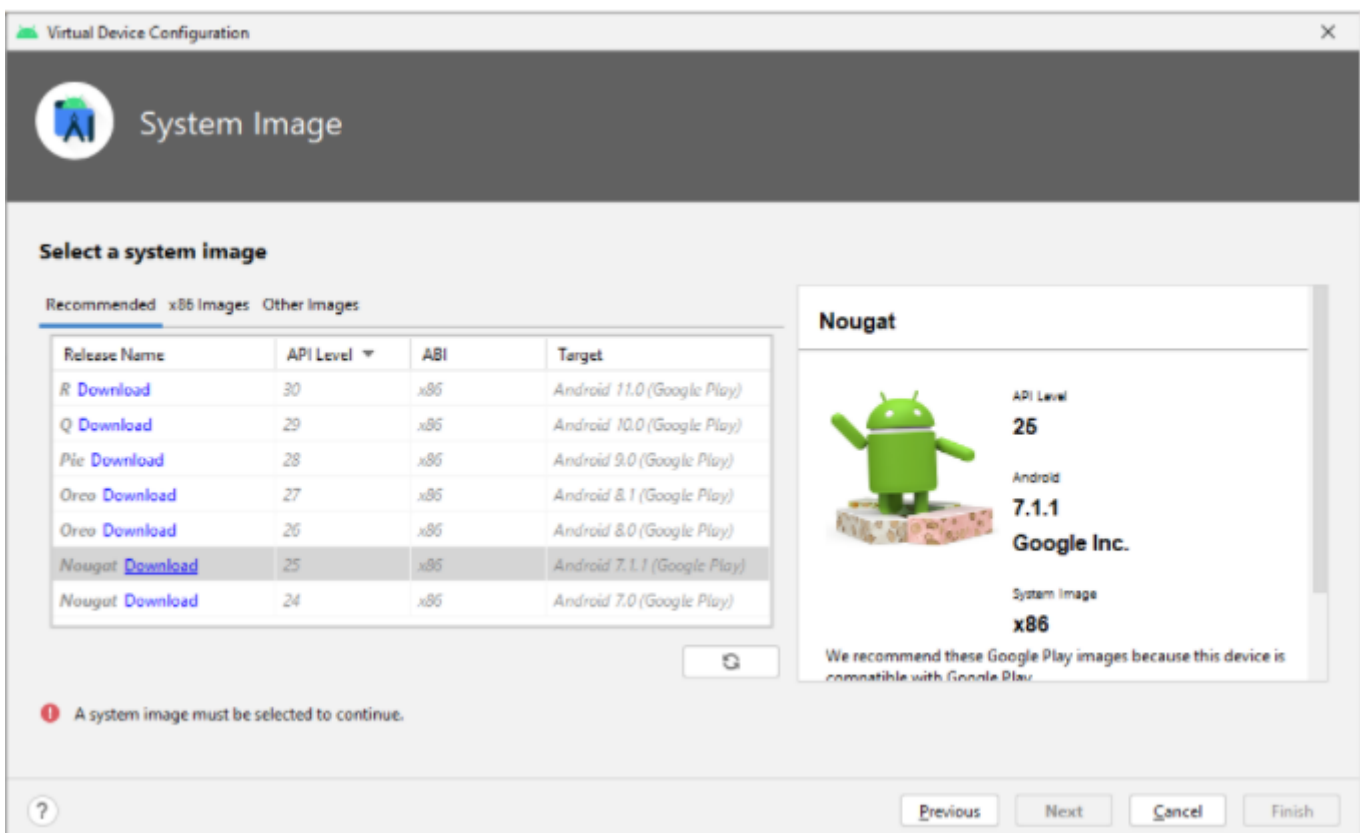 Virtual Device Configuration
System Image
Select a system image
Recommended x86 Images Other Images
Release Name API Level ABI Target
R Download 30 x86 Android 11.0 (Google Play)
Q Download 29 x86 Android 10.0 (Google Play)
Pie Download 28 x86 Android 9.0 (Google Play)
Oreo Download 27 x86 Android 8.1 (Google Play)
Oreo Download 26 x86 Android 8.0 (Google Play)
Nougat Download 25 x86 Android 7.1.1 (Google Play)
Nougat Download 24 x86 Android 7.0 (Google Play)
Nougat
API Level
25
Android
7.1.1
Google Inc.
System Image
x86
We recommend these Google Play images because this device is
compatible with Google Play
A system image must be selected to continue.
? Previous Next Cancel Finish